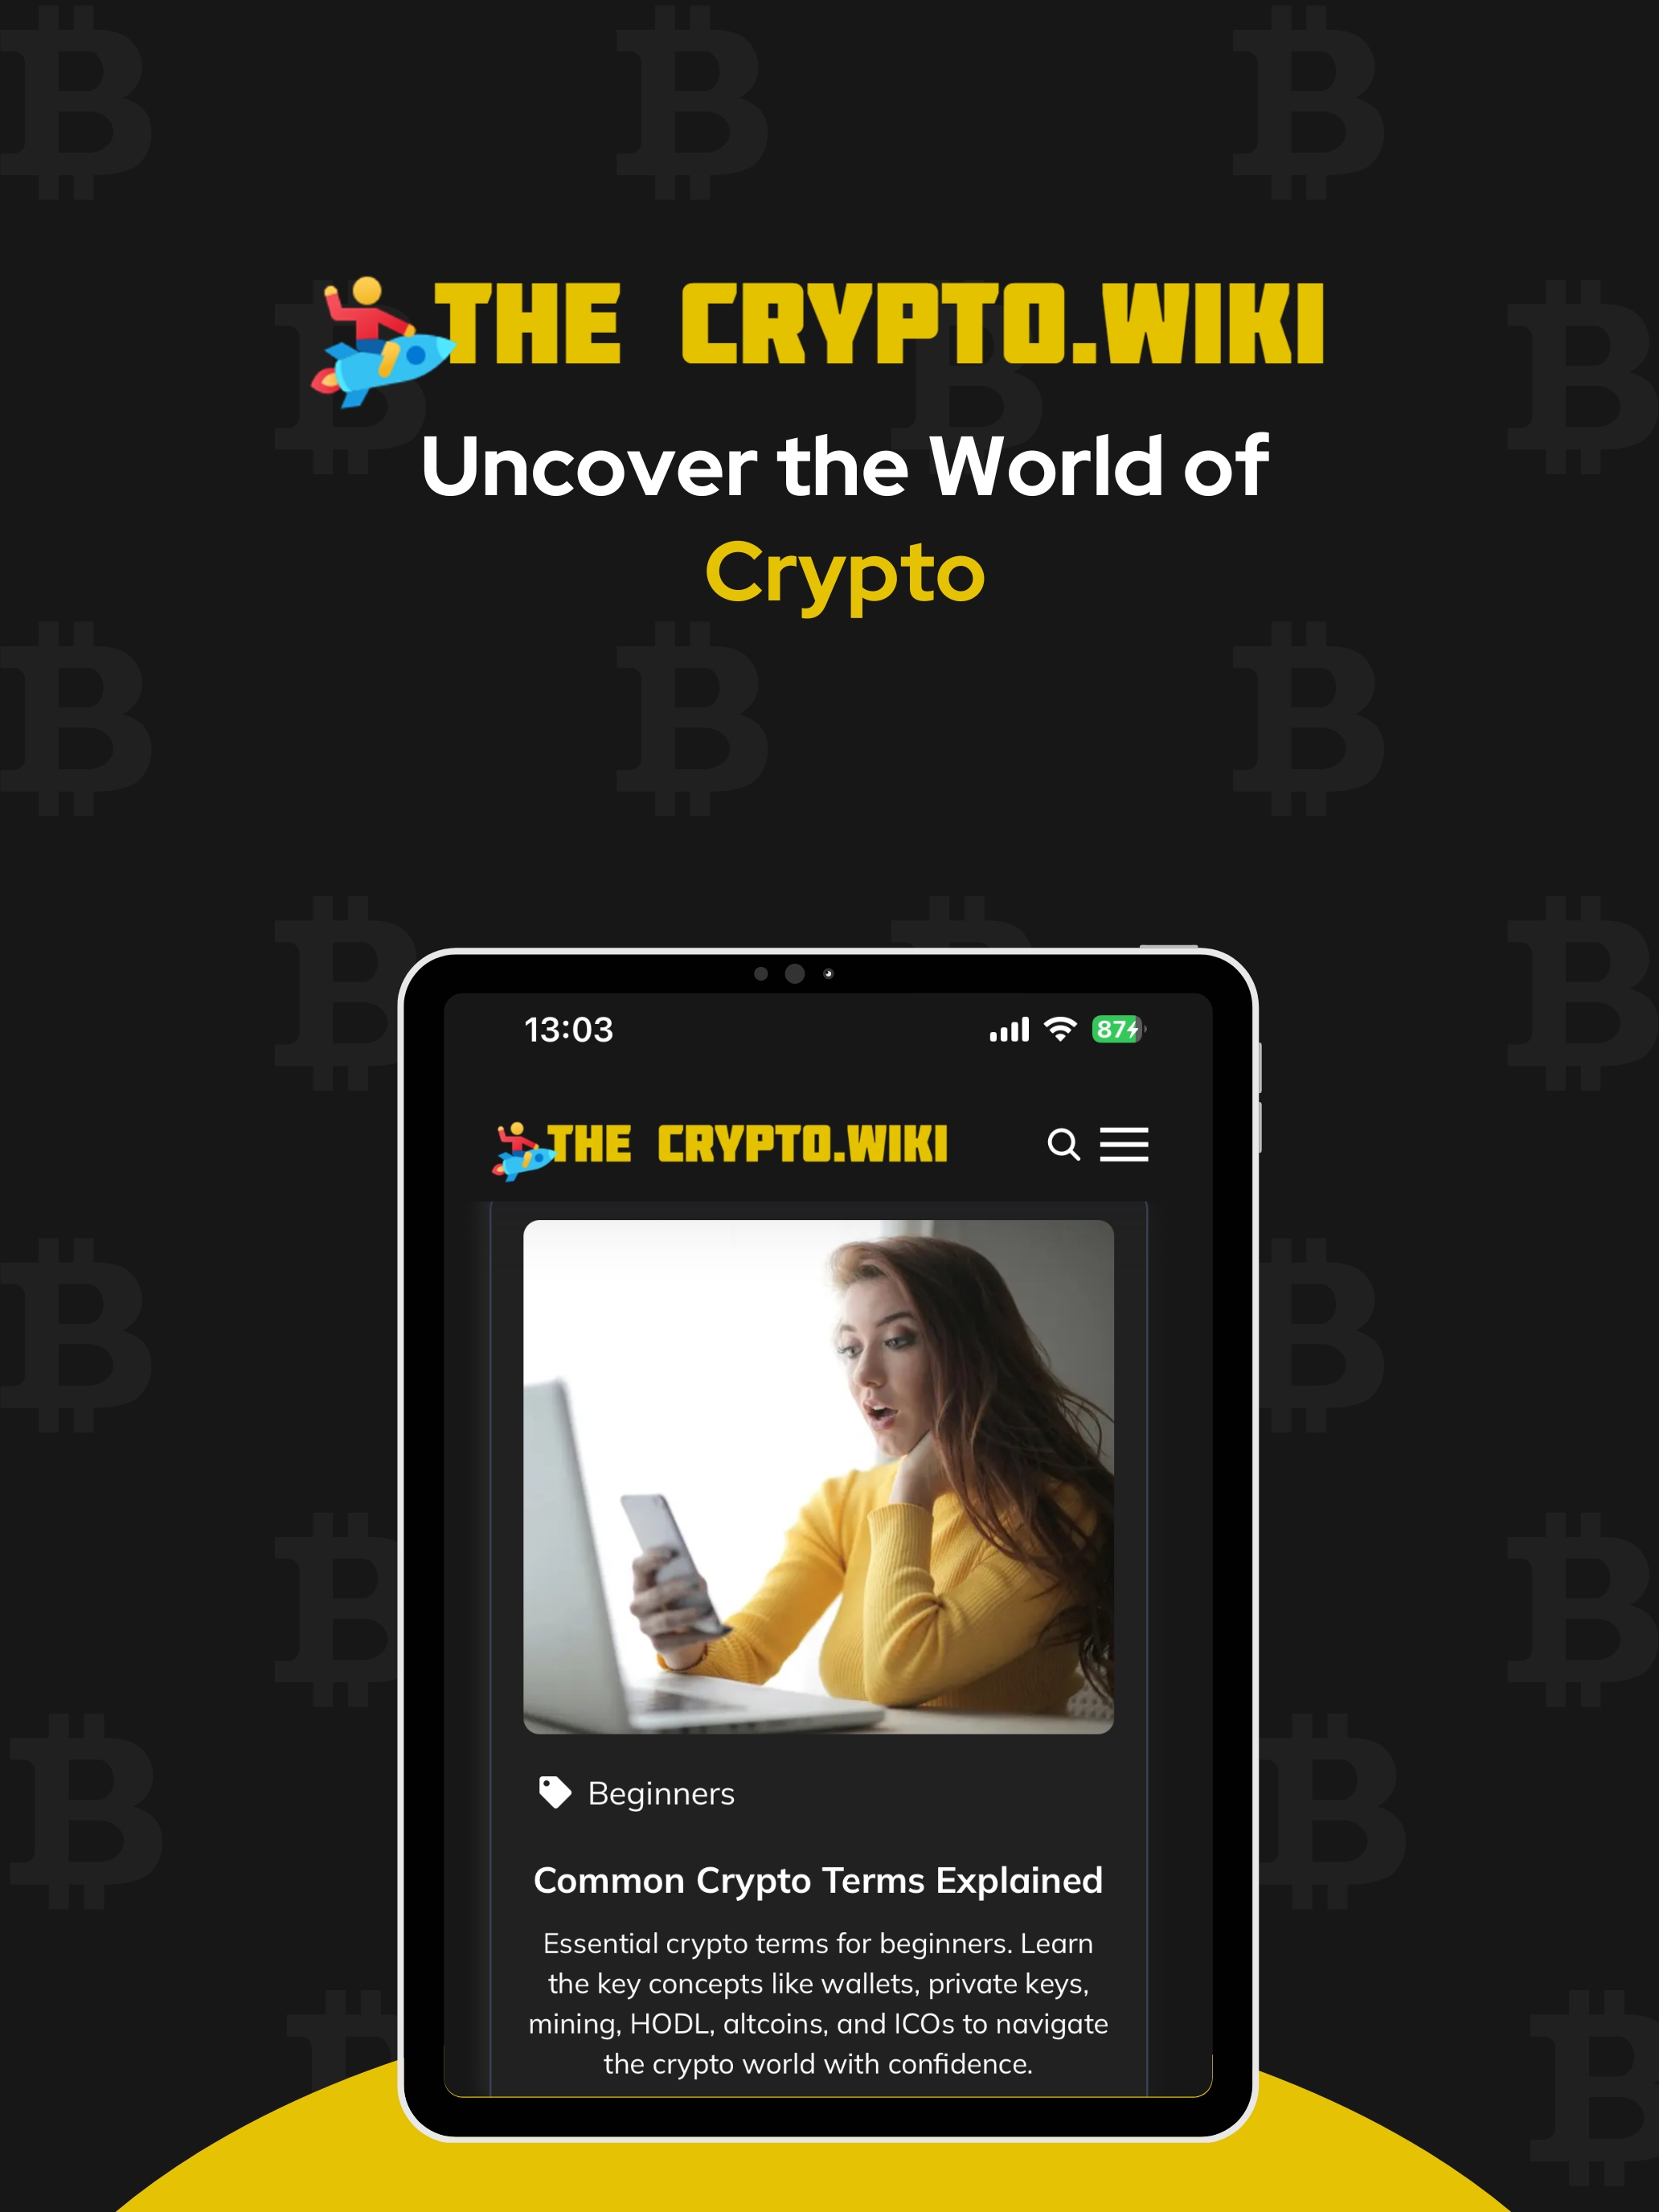 THE CRYPTO.WIKI
Uncover the World of
Crypto
13:03
87
THE CRYPTO.WIKI
Beginners
Common Crypto Terms Explained
Essential crypto terms for beginners. Learn
the key concepts like wallets, private keys,
mining, HODL, altcoins, and ICOs to navigate
the crypto world with confidence.